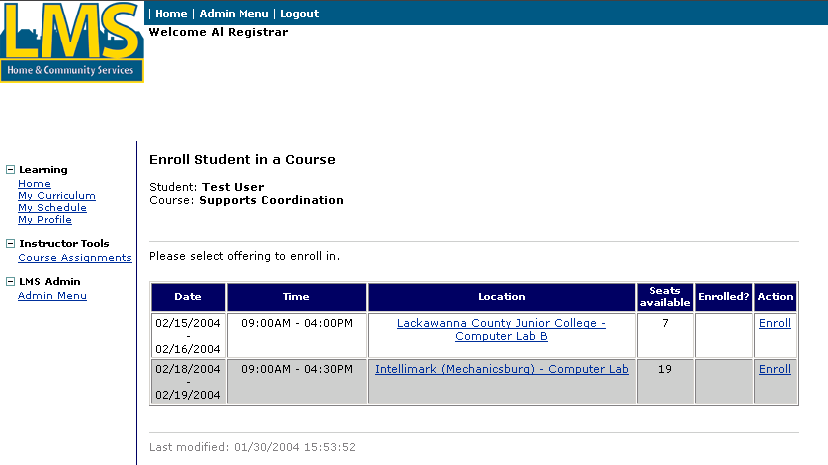 LMS
Home & Community Services
| Home | Admin Menu | Logout
Welcome Al Registrar
Learning
Home
My Curriculum
My Schedule
My Profile
Instructor Tools
Course Assignments
LMS Admin
Admin Menu
Enroll Student in a Course
Student: Test User
Course: Supports Coordination
Please select offering to enroll in.
Date Time Location Seats available Enrolled? Action
02/15/2004 - 02/16/2004 09:00AM - 04:00PM Lackawanna County Junior College - Computer Lab B 7 Enroll
02/18/2004 - 02/19/2004 09:00AM - 04:30PM Intellimark (Mechanicsburg) - Computer Lab 19 Enroll
Last modified: 01/30/2004 15:53:52